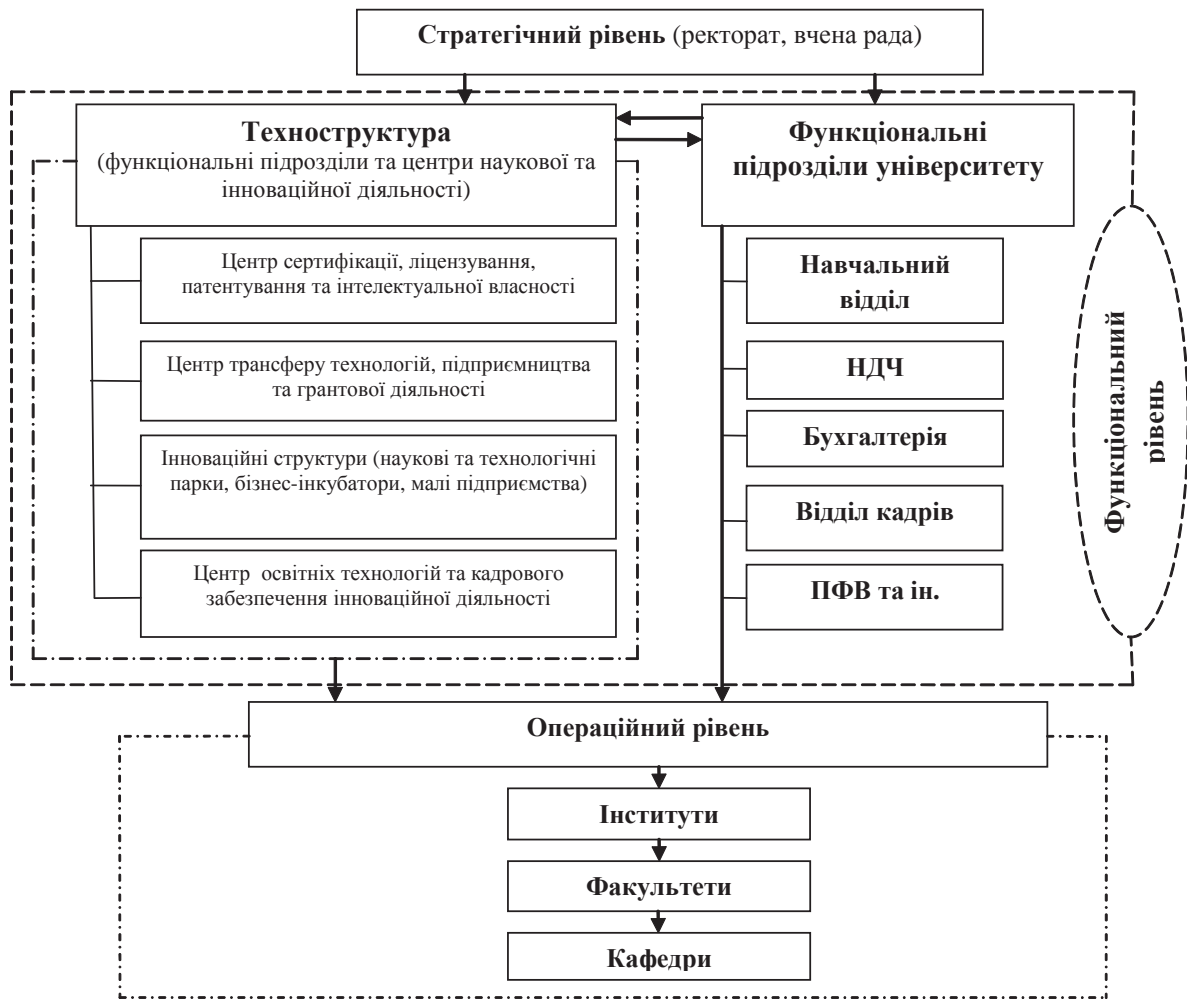 Стратегічний рівень (ректорат, вчена рада)
Техноструктура
(функціональні підрозділи та центри наукової та
інноваційної діяльності)
Центр сертифікації, ліцензування,
патентування та інтелектуальної власності
Центр трансферу технологій, підприємництва
та грантової діяльності
Інноваційні структури (наукові та технологічні
парки, бізнес-інкубатори, малі підприємства)
Центр освітніх технологій та кадрового
забезпечення інноваційної діяльності
Функціональні
підрозділи університету
Навчальний
відділ
НДЧ
Бухгалтерія
Відділ кадрів
ПФВ та ін.
Функціональний
рівень
Операційний рівень
Інститути
Факультети
Кафедри